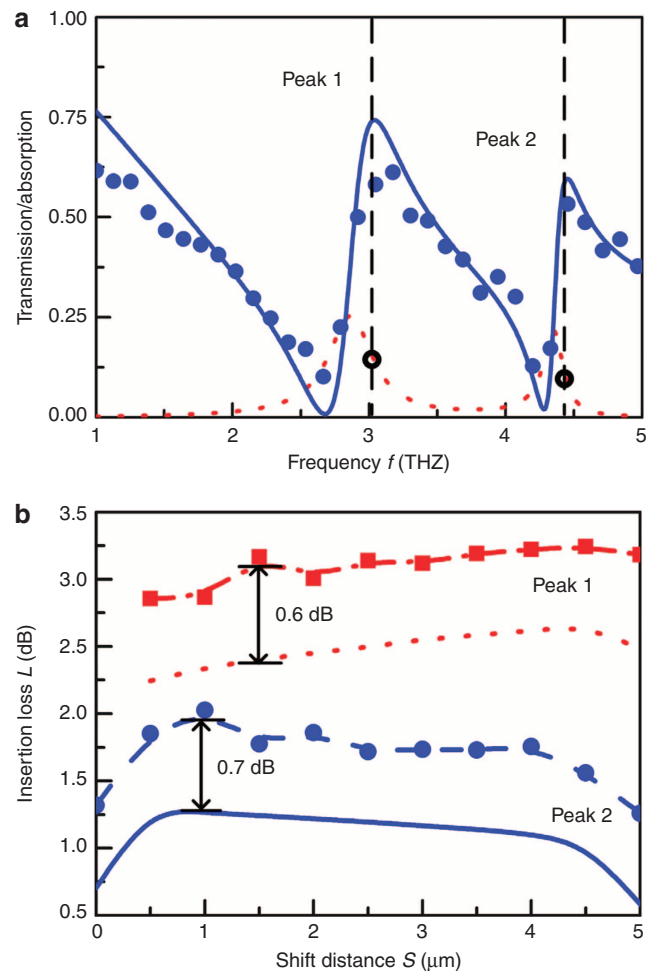 a
1.00
0.75
0.50
0.25
0.00
Transmission/absorption
Peak 1
Peak 2
1 2 3 4 5
Frequency f (THZ)
b
3.5
3.0
2.5
2.0
1.5
1.0
0.5
Insertion loss L (dB)
Peak 1
0.6 dB
0.7 dB
Peak 2
0 1 2 3 4 5
Shift distance S (μm)